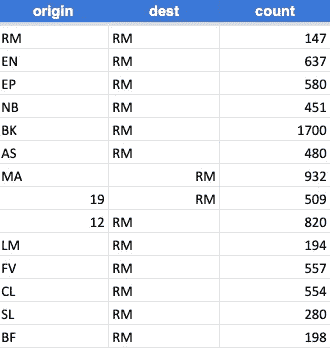 origin dest count
RM RM 147
EN RM 637
EP RM 580
NB RM 451
BK RM 1700
AS RM 480
MA RM 932
19 RM 509
12 RM 820
LM RM 194
FV RM 557
CL RM 554
SL RM 280
BF RM 198